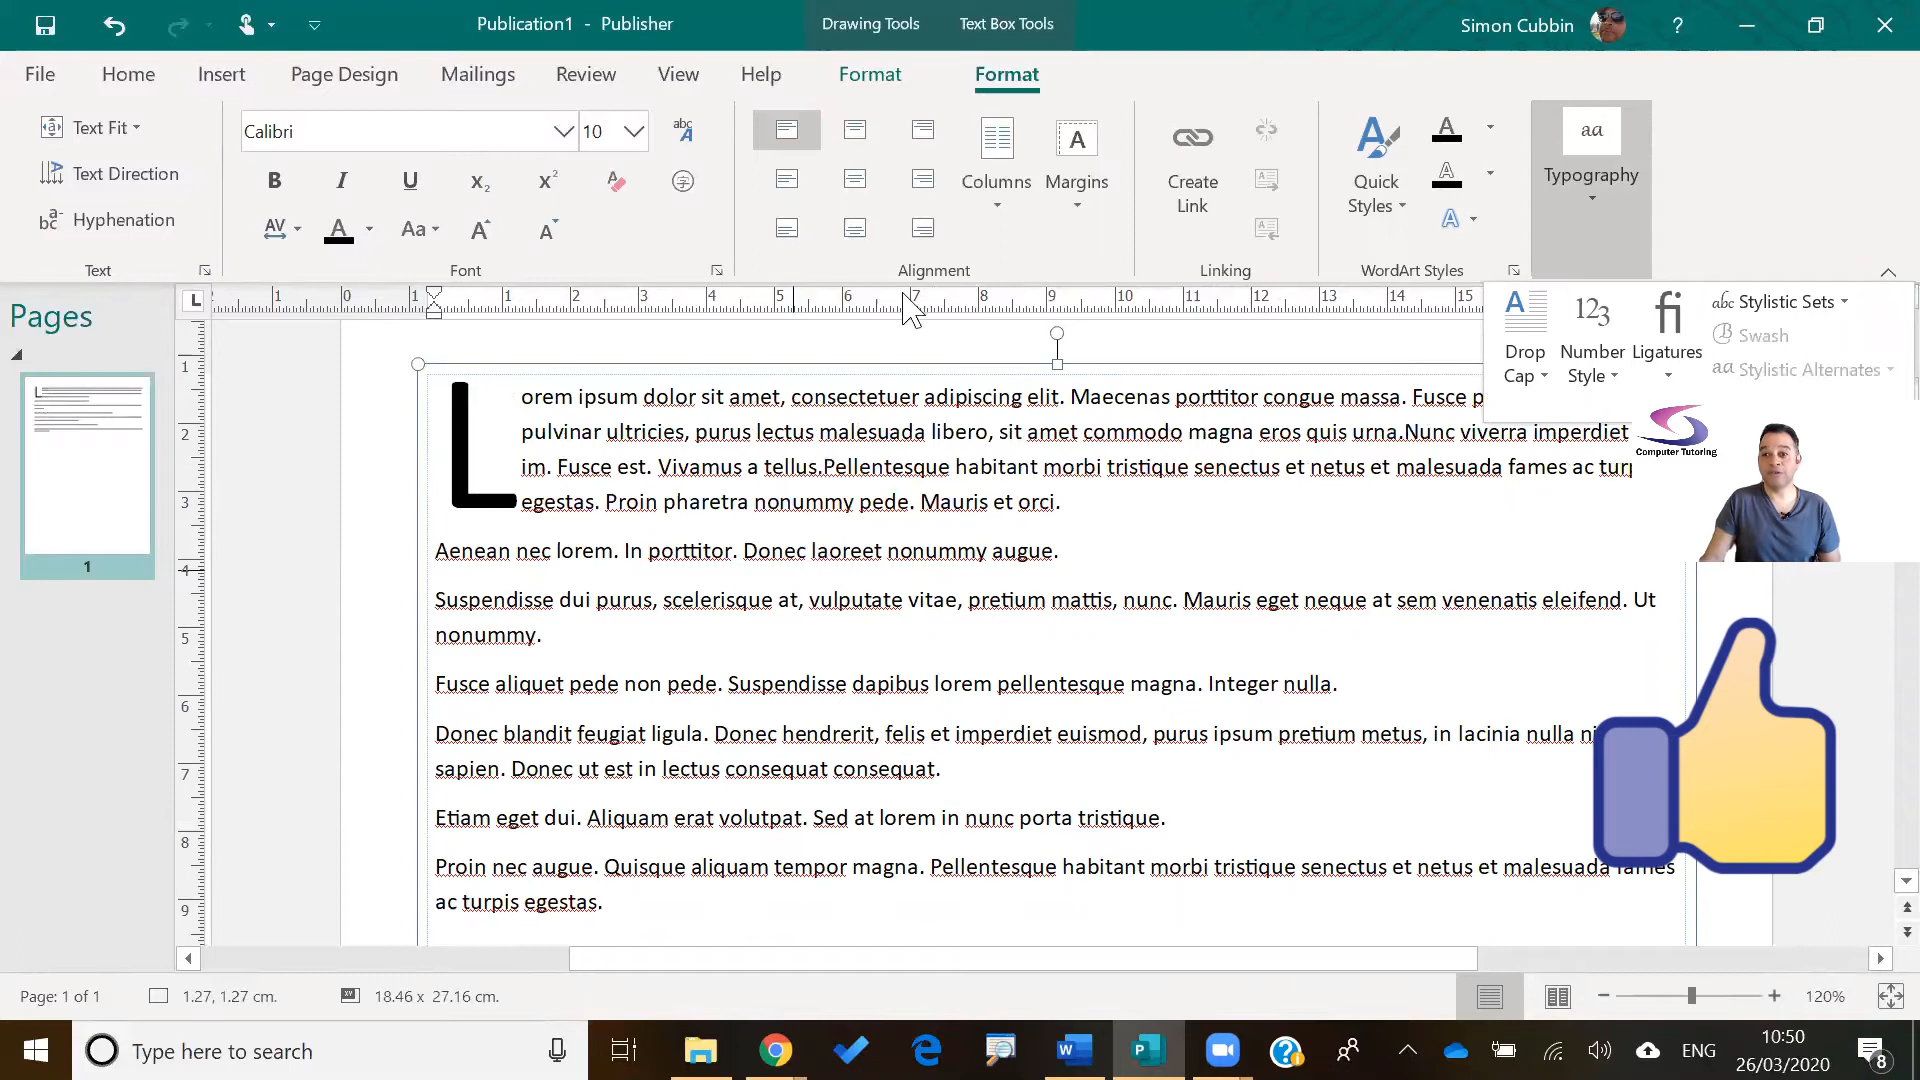 Publication1 - Publisher
Drawing Tools
Text Box Tools
Simon Cubbin
?
File
Home
Insert
Page Design
Mailings
Review
View
Help
Format
Format
Text Fit
Text Direction
Hyphenation
Text
Calibri
10
Font
Alignment
Columns
Margins
Create
Link
Linking
Quick
Styles
WordArt Styles
Typography
Drop
Cap
Number
Style
Ligatures
Stylistic Sets
Swash
Stylistic Alternates
Computer Tutoring
Pages
1
Lorem ipsum dolor sit amet, consectetuer adipiscing elit. Maecenas porttitor congue massa. Fusce p
pulvinar ultricies, purus lectus malesuada libero, sit amet commodo magna eros quis urna.Nunc viverra imperdiet
im. Fusce est. Vivamus a tellus.Pellentesque habitant morbi tristique senectus et netus et malesuada fames ac turp
egestas. Proin pharetra nonummy pede. Mauris et orci.
Aenean nec lorem. In porttitor. Donec laoreet nonummy augue.
Suspendisse dui purus, scelerisque at, vulputate vitae, pretium mattis, nunc. Mauris eget neque at sem venenatis eleifend. Ut
nonummy.
Fusce aliquet pede non pede. Suspendisse dapibus lorem pellentesque magna. Integer nulla.
Donec blandit feugiat ligula. Donec hendrerit, felis et imperdiet euismod, purus ipsum pretium metus, in lacinia nulla ni
sapien. Donec ut est in lectus consequat consequat.
Etiam eget dui. Aliquam erat volutpat. Sed at lorem in nunc porta tristique.
Proin nec augue. Quisque aliquam tempor magna. Pellentesque habitant morbi tristique senectus et netus et malesuada fames
ac turpis egestas.
Page: 1 of 1
1.27, 1.27 cm.
18.46 x 27.16 cm.
120%
Type here to search
ENG
10:50
26/03/2020
8